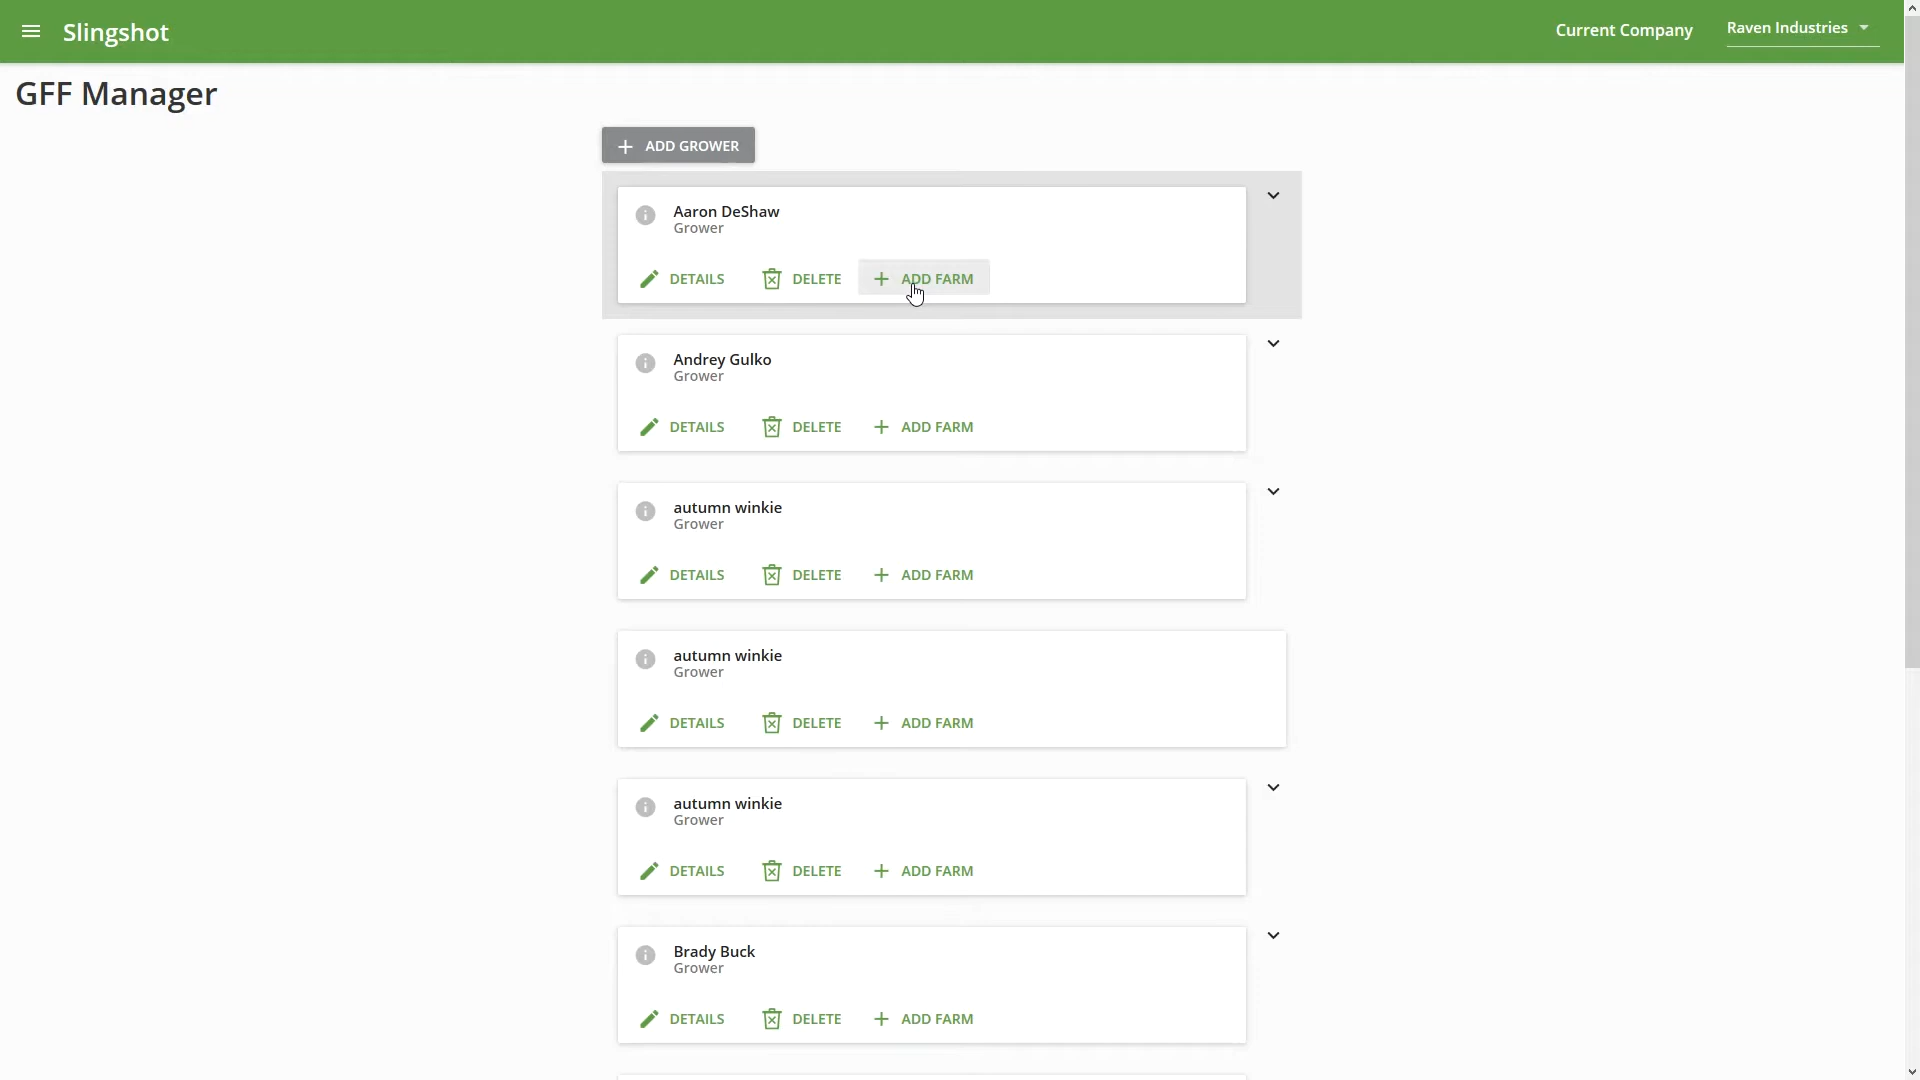 Slingshot
Current Company
Raven Industries
GFF Manager
ADD GROWER
Aaron DeShaw
Grower
DETAILS
DELETE
ADD FARM
Andrey Gulko
Grower
DETAILS
DELETE
ADD FARM
autumn winkie
Grower
DETAILS
DELETE
ADD FARM
autumn winkie
Grower
DETAILS
DELETE
ADD FARM
autumn winkie
Grower
DETAILS
DELETE
ADD FARM
Brady Buck
Grower
DETAILS
DELETE
ADD FARM